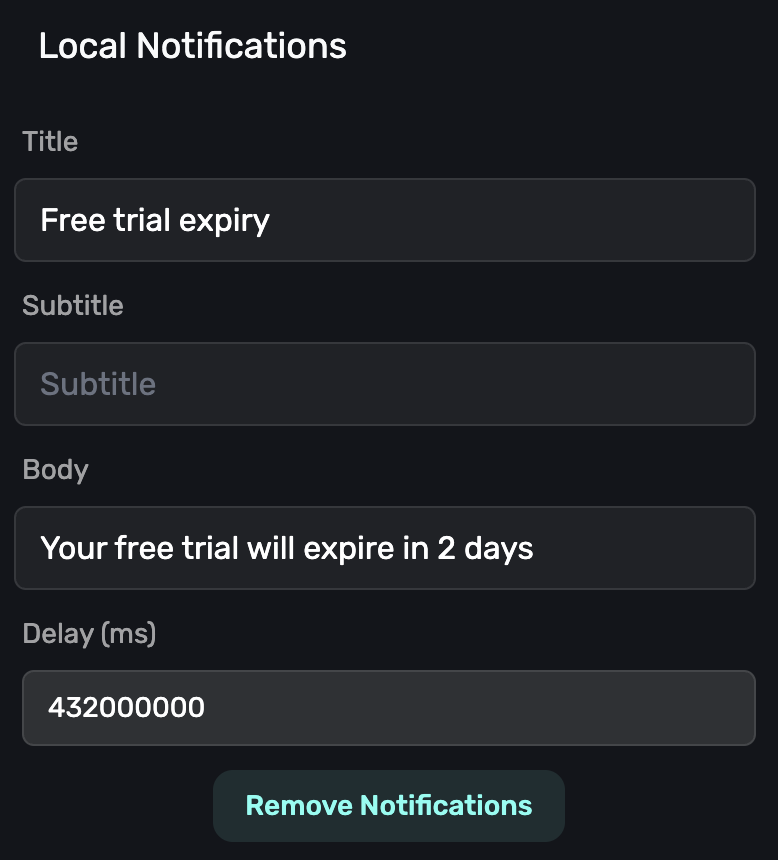 Local Notifications
Title
Free trial expiry
Subtitle
Subtitle
Body
Your free trial will expire in 2 days
Delay (ms)
432000000
Remove Notifications